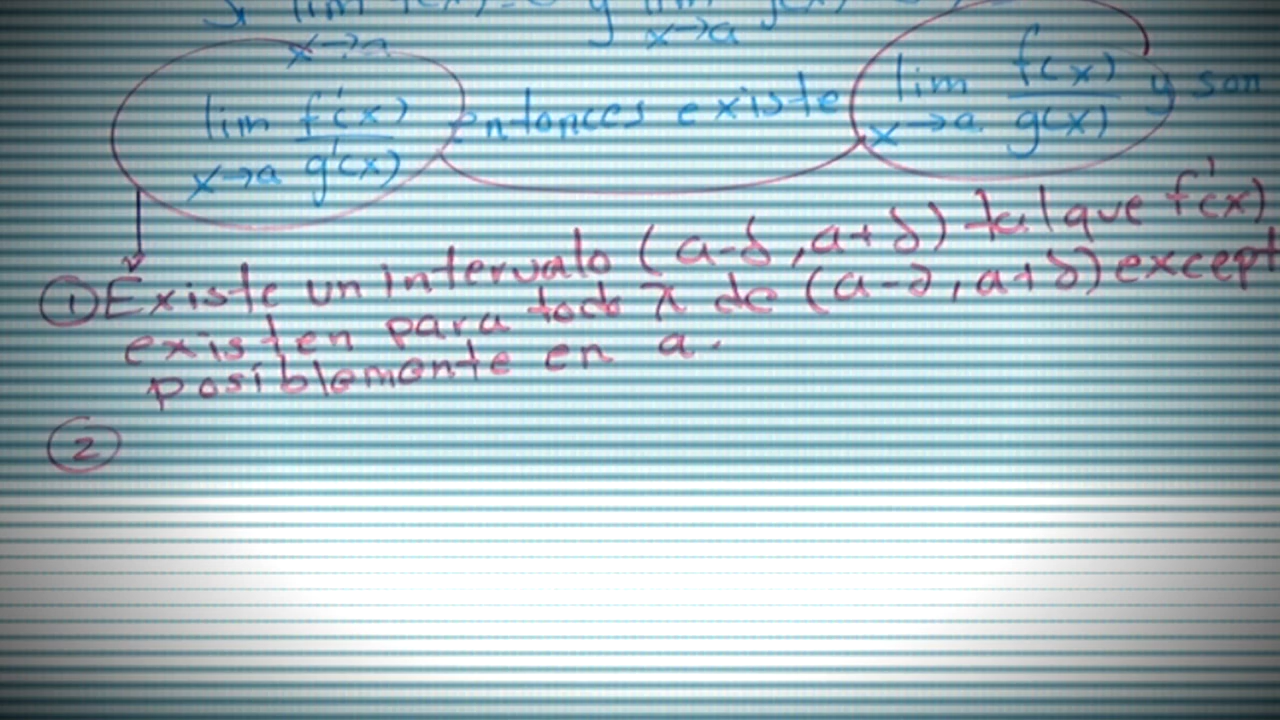 lim
x→a x→a
lim f'(x) / x→a g'(x) entonces existe lim f(x) / x→a g(x) y son
① Existe un intervalo (a-δ, a+δ) tal que f'(x)
existen para todo x de (a-δ, a+δ) except
posiblemente en a.
②